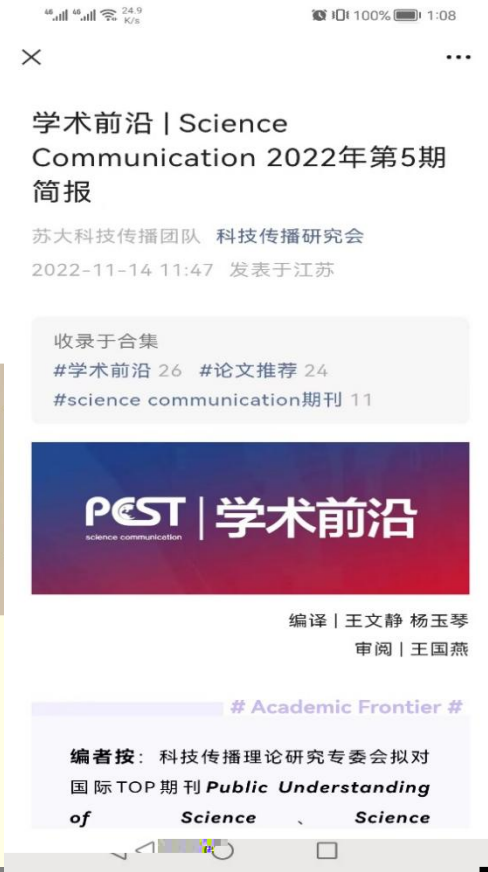 46 46 24.9 K/s 100% 1:08
学术前沿 | Science
Communication 2022年第5期
简报
苏大科技传播团队 科技传播研究会
2022-11-14 11:47 发表于江苏
收录于合集
#学术前沿 26 #论文推荐 24
#science communication期刊 11
PCST | 学术前沿
science communication
编译 | 王文静 杨玉琴
审阅 | 王国燕
# Academic Frontier #
编者按：科技传播理论研究专委会拟对
国际TOP期刊Public Understanding
of Science 、 Science